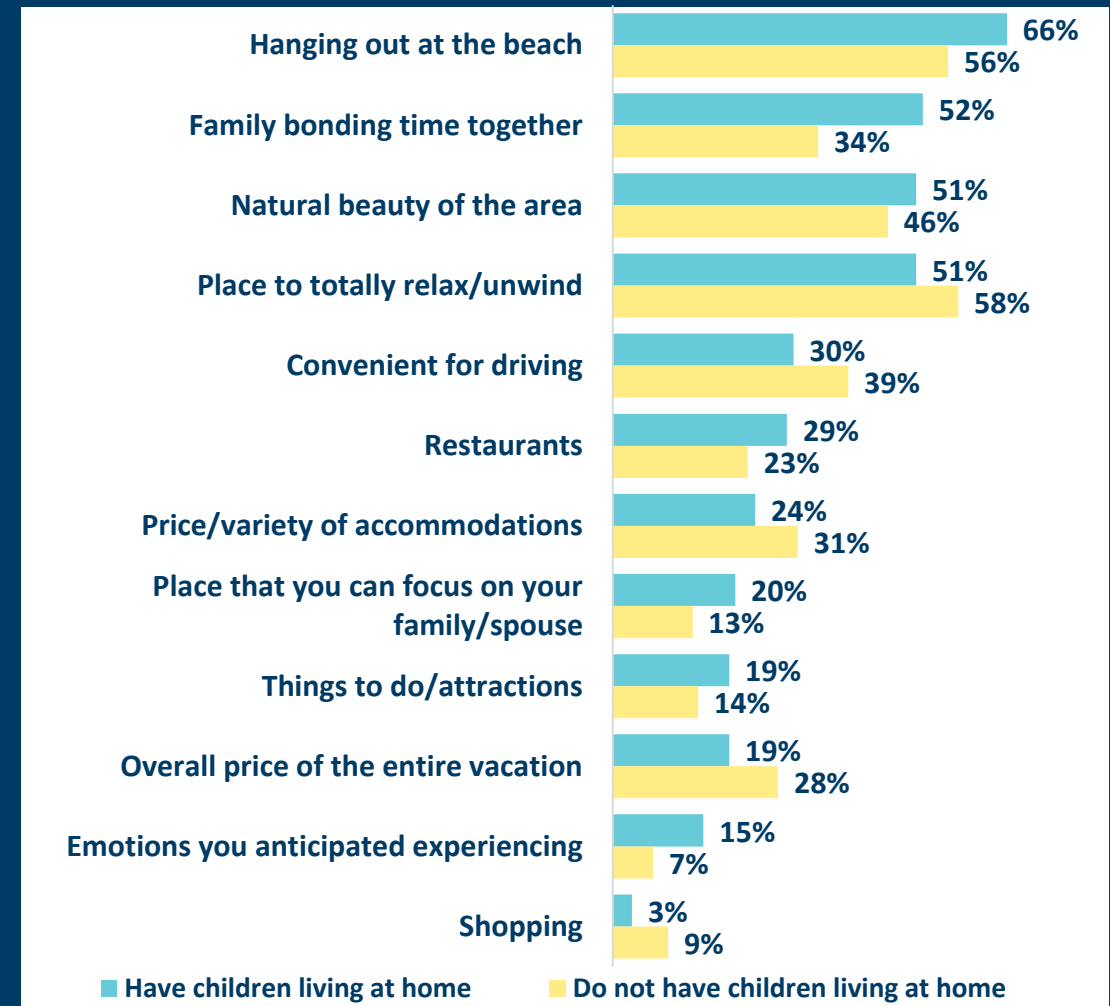 Hanging out at the beach
66%
56%
Family bonding time together
52%
34%
Natural beauty of the area
51%
46%
Place to totally relax/unwind
51%
58%
Convenient for driving
30%
39%
Restaurants
29%
23%
Price/variety of accommodations
24%
31%
Place that you can focus on your
family/spouse
20%
13%
Things to do/attractions
19%
14%
Overall price of the entire vacation
19%
28%
Emotions you anticipated experiencing
15%
7%
Shopping
3%
9%
Have children living at home
Do not have children living at home